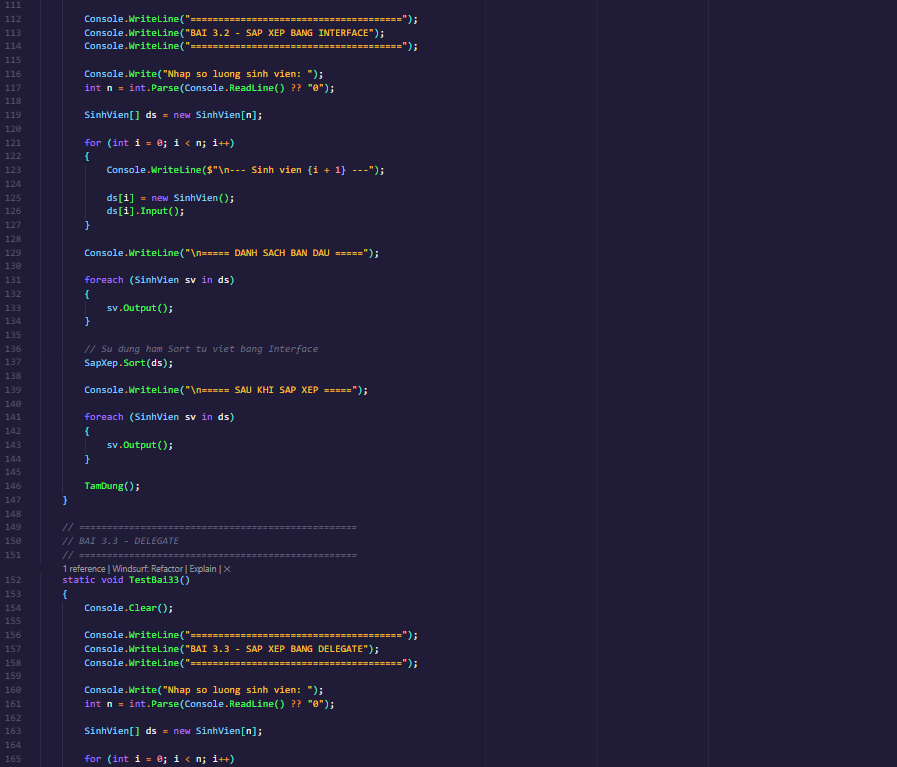 111
112 Console.WriteLine("======================================");
113 Console.WriteLine("BAI 3.2 - SAP XEP BANG INTERFACE");
114 Console.WriteLine("======================================");
115
116 Console.Write("Nhap so luong sinh vien: ");
117 int n = int.Parse(Console.ReadLine() ?? "0");
118
119 SinhVien[] ds = new SinhVien[n];
120
121 for (int i = 0; i < n; i++)
122 {
123 Console.WriteLine($"\n--- Sinh vien {i + 1} ---");
124
125 ds[i] = new SinhVien();
126 ds[i].Input();
127 }
128
129 Console.WriteLine("\n===== DANH SACH BAN DAU =====");
130
131 foreach (SinhVien sv in ds)
132 {
133 sv.Output();
134 }
135
136 // Su dung ham Sort tu viet bang Interface
137 SapXep.Sort(ds);
138
139 Console.WriteLine("\n===== SAU KHI SAP XEP =====");
140
141 foreach (SinhVien sv in ds)
142 {
143 sv.Output();
144 }
145
146 TamDung();
147 }
148
149 // ==================================================
150 // BAI 3.3 - DELEGATE
151 // ==================================================
1 reference | Windsurf: Refactor | Explain | ×
152 static void TestBai33()
153 {
154 Console.Clear();
155
156 Console.WriteLine("======================================");
157 Console.WriteLine("BAI 3.3 - SAP XEP BANG DELEGATE");
158 Console.WriteLine("======================================");
159
160 Console.Write("Nhap so luong sinh vien: ");
161 int n = int.Parse(Console.ReadLine() ?? "0");
162
163 SinhVien[] ds = new SinhVien[n];
164
165 for (int i = 0; i < n; i++)